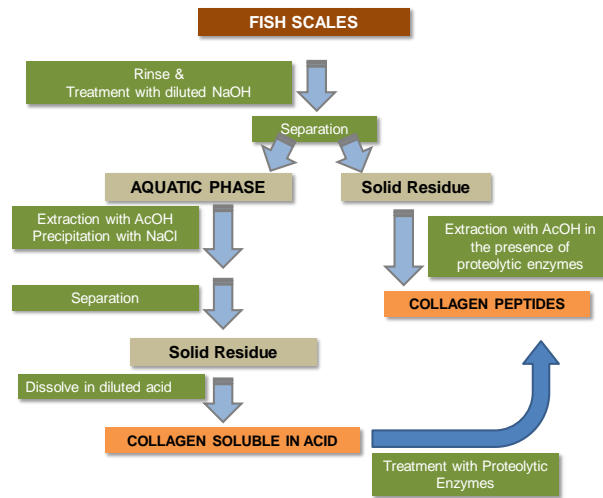 FISH SCALES
Rinse &
Treatment with diluted NaOH
Separation
AQUATIC PHASE
Solid Residue
Extraction with AcOH
Precipitation with NaCl
Extraction with AcOH in
the presence of
proteolytic enzymes
Separation
COLLAGEN PEPTIDES
Solid Residue
Dissolve in diluted acid
COLLAGEN SOLUBLE IN ACID
Treatment with Proteolytic
Enzymes